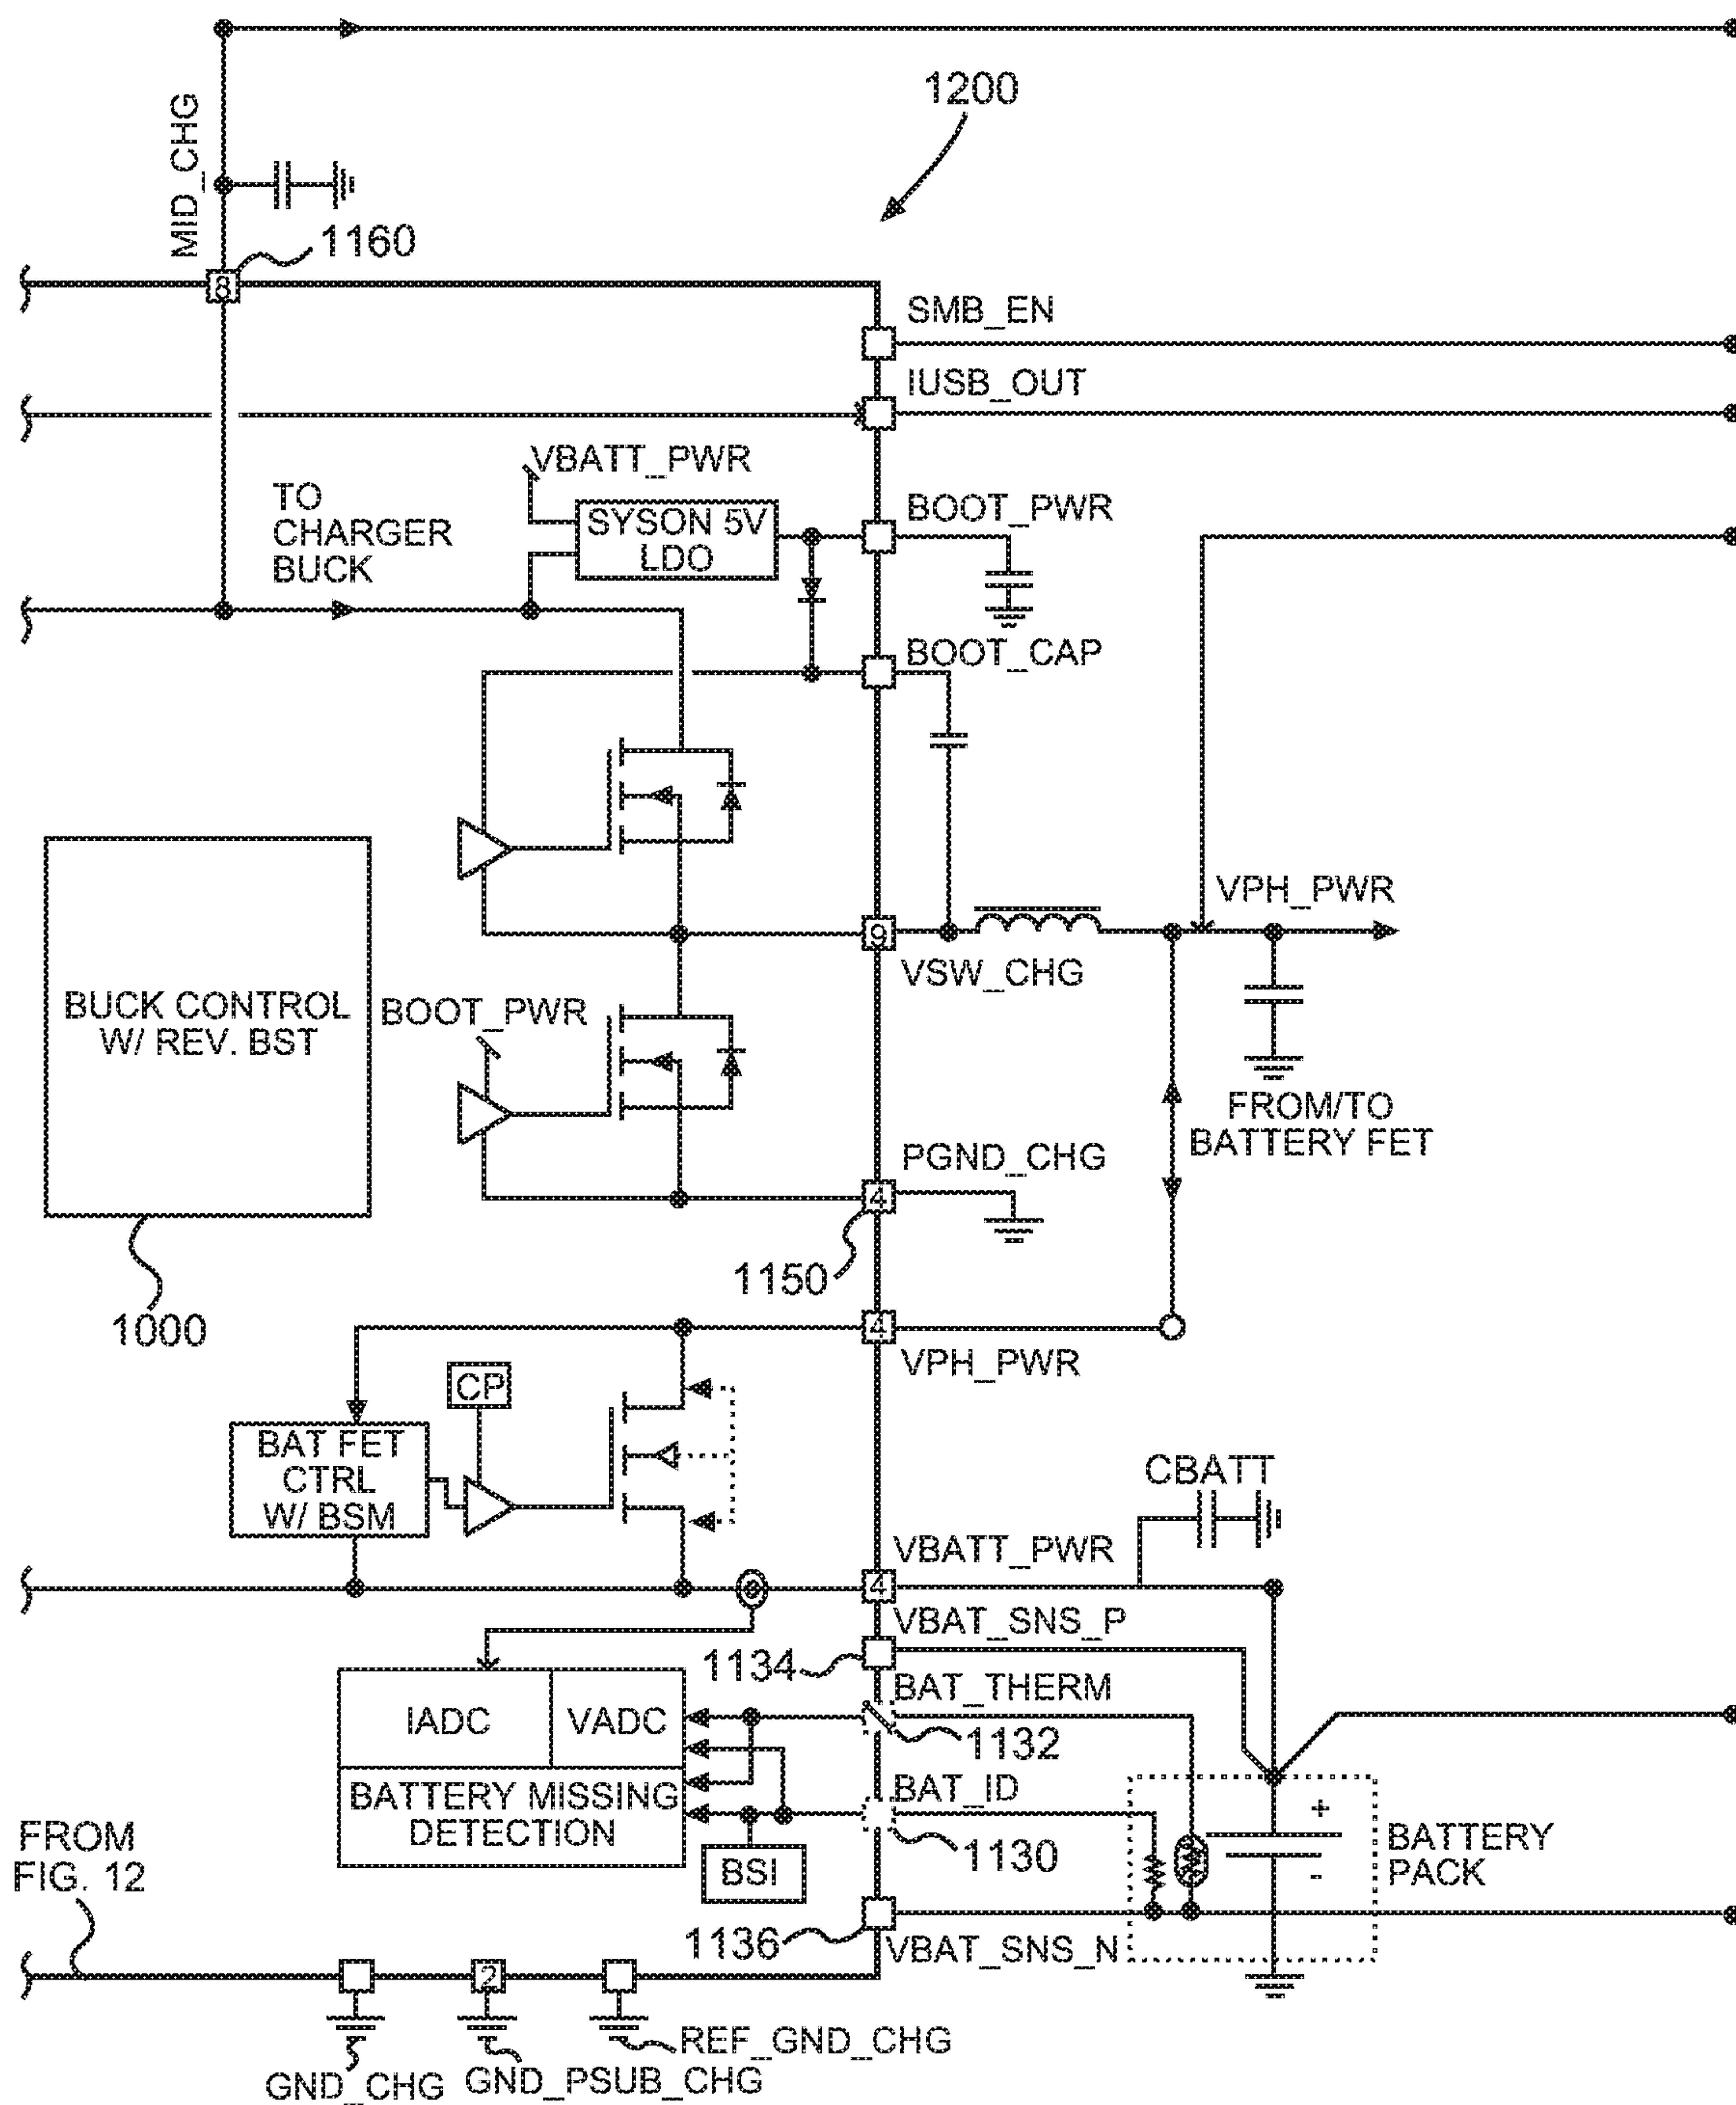 1200
MID_CHG
1160
8
SMB_EN
IUSB_OUT
VBATT_PWR
TO
CHARGER
BUCK
SYSON 5V
LDO
BOOT_PWR
BOOT_CAP
VPH_PWR
9
VSW_CHG
BUCK CONTROL
W/ REV. BST
BOOT_PWR
FROM/TO
BATTERY FET
PGND_CHG
4
1150
1000
4
VPH_PWR
CP
BAT FET
CTRL
W/ BSM
CBATT
VBATT_PWR
4
VBAT_SNS_P
1134
BAT_THERM
IADC
VADC
1132
BATTERY MISSING
DETECTION
BAT_ID
+
-
BATTERY
PACK
FROM
FIG. 12
BSI
1130
1136
VBAT_SNS_N
2
REF_GND_CHG
GND_CHG
GND_PSUB_CHG